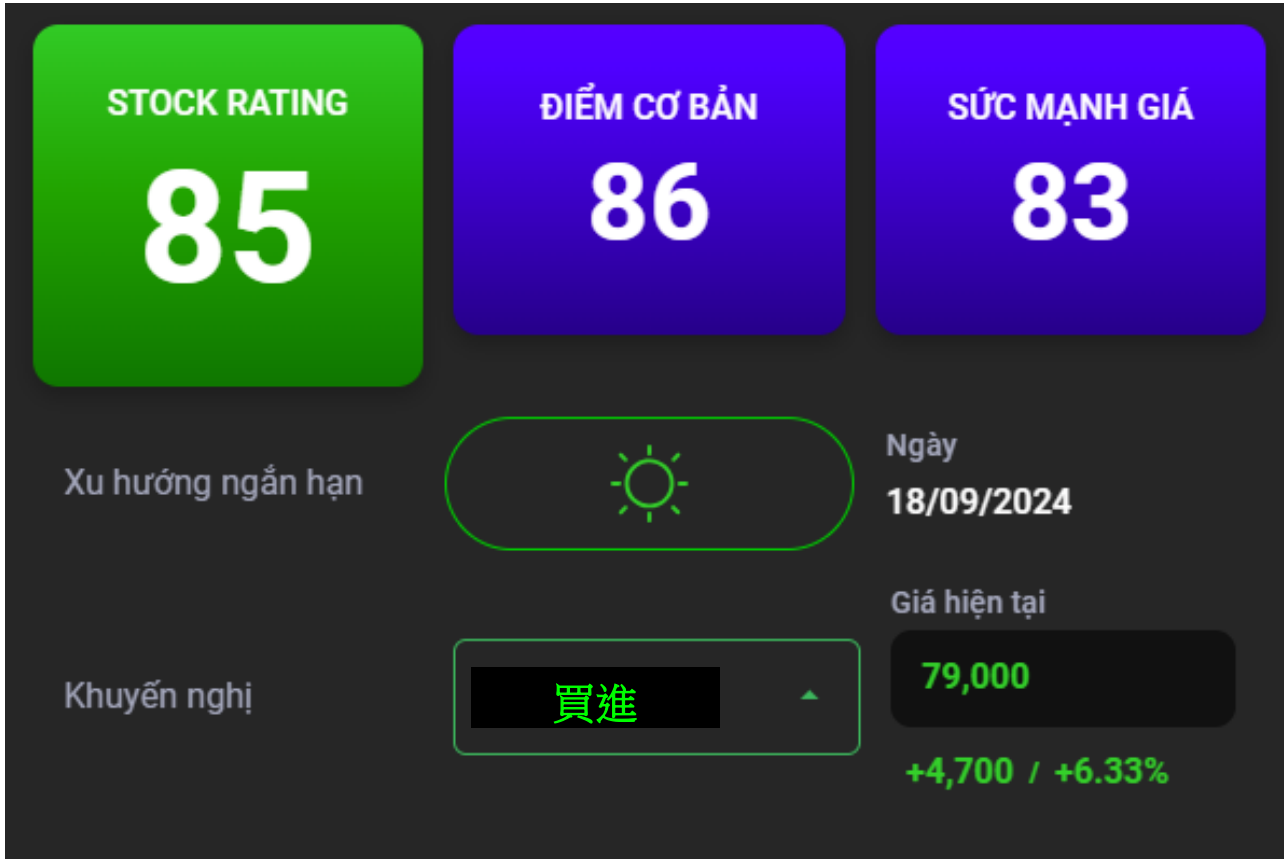 STOCK RATING
85
ĐIỂM CƠ BẢN
86
SỨC MẠNH GIÁ
83
Xu hướng ngắn hạn
Ngày
18/09/2024
Khuyến nghị
買進
Giá hiện tại
79,000
+4,700 / +6.33%